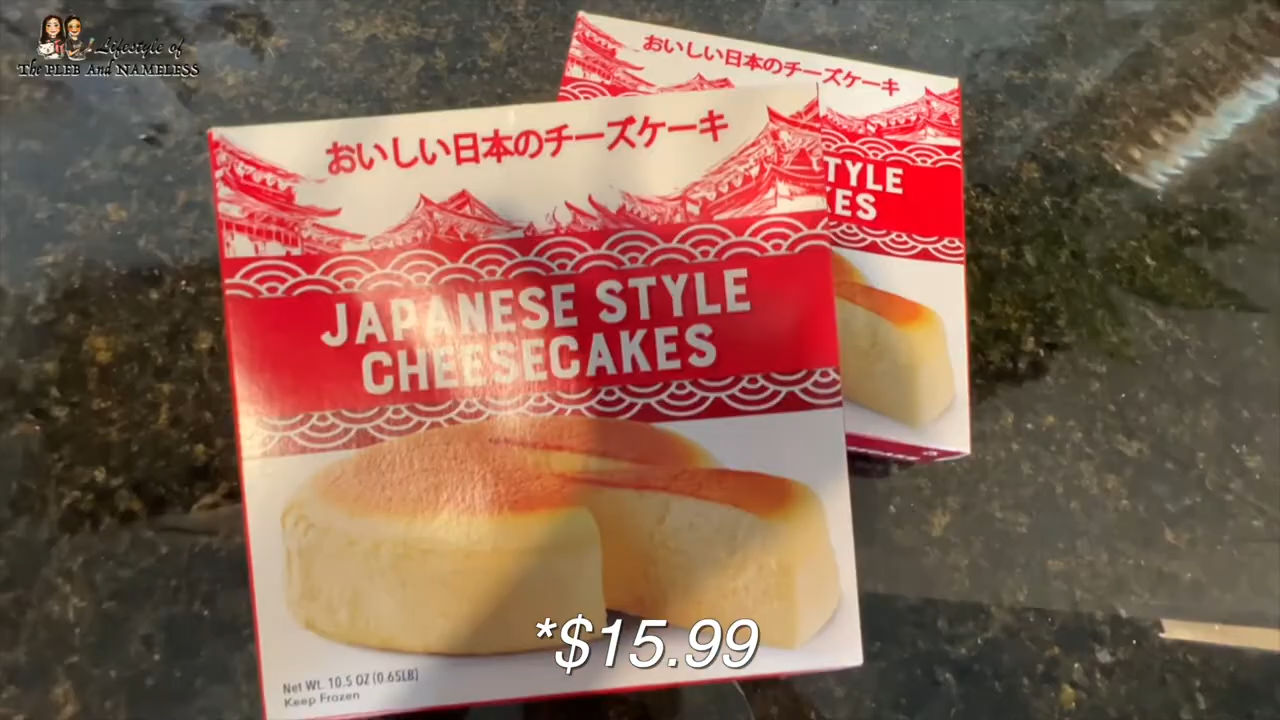 Lifestyle of
The PLEB And NAMELESS
おいしい日本のチーズケーキ
TYLE
KES
おいしい日本のチーズケーキ
JAPANESE STYLE
CHEESECAKES
*$15.99
Net Wt. 10.5 OZ (0.65LB)
Keep Frozen